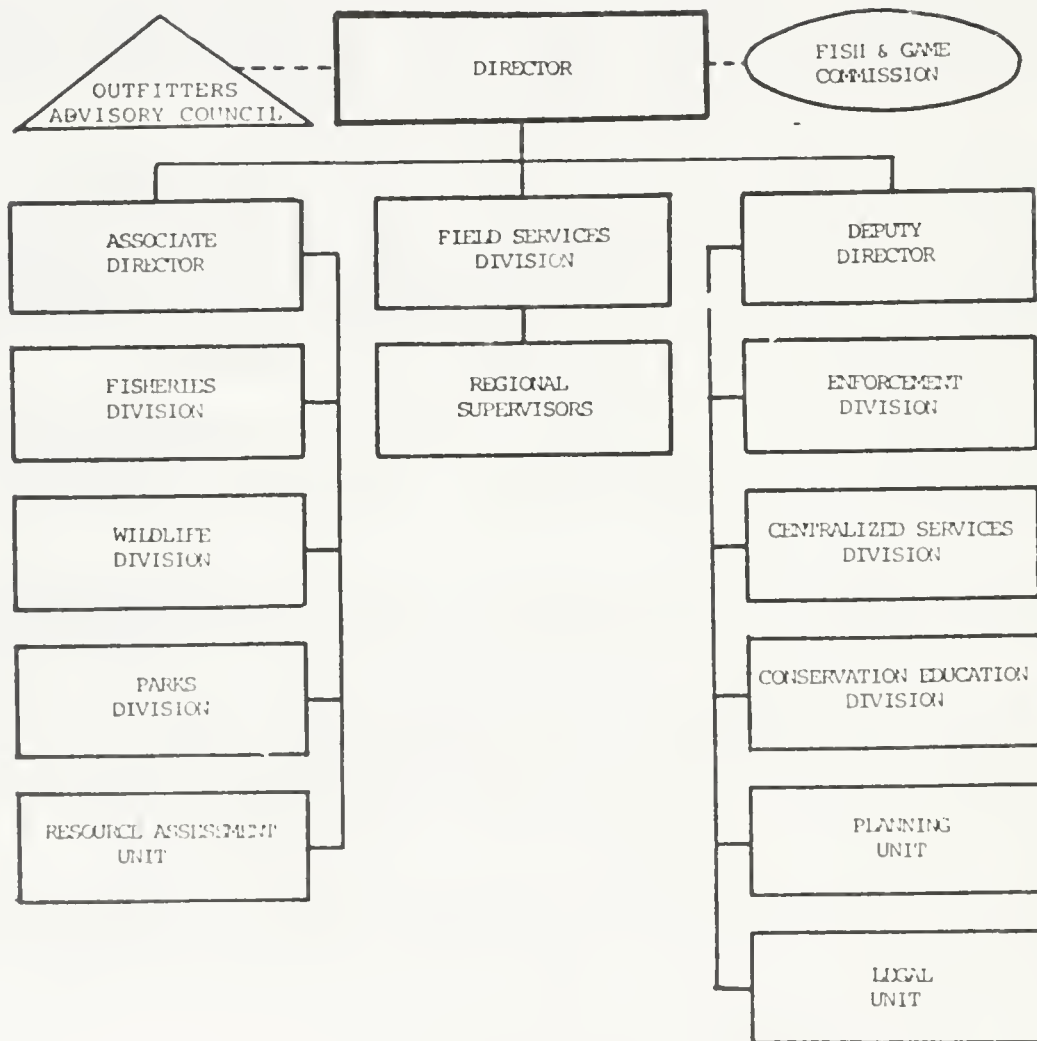 OUTFITTERS
ADVISORY COUNCIL
DIRECTOR
FISH & GAME
COMMISSION
ASSOCIATE
DIRECTOR
FIELD SERVICES
DIVISION
DEPUTY
DIRECTOR
FISHERIES
DIVISION
REGIONAL
SUPERVISORS
ENFORCEMENT
DIVISION
WILDLIFE
DIVISION
CENTRALIZED SERVICES
DIVISION
PARKS
DIVISION
CONSERVATION EDUCATION
DIVISION
RESOURCE ASSESSMENT
UNIT
PLANNING
UNIT
LEGAL
UNIT